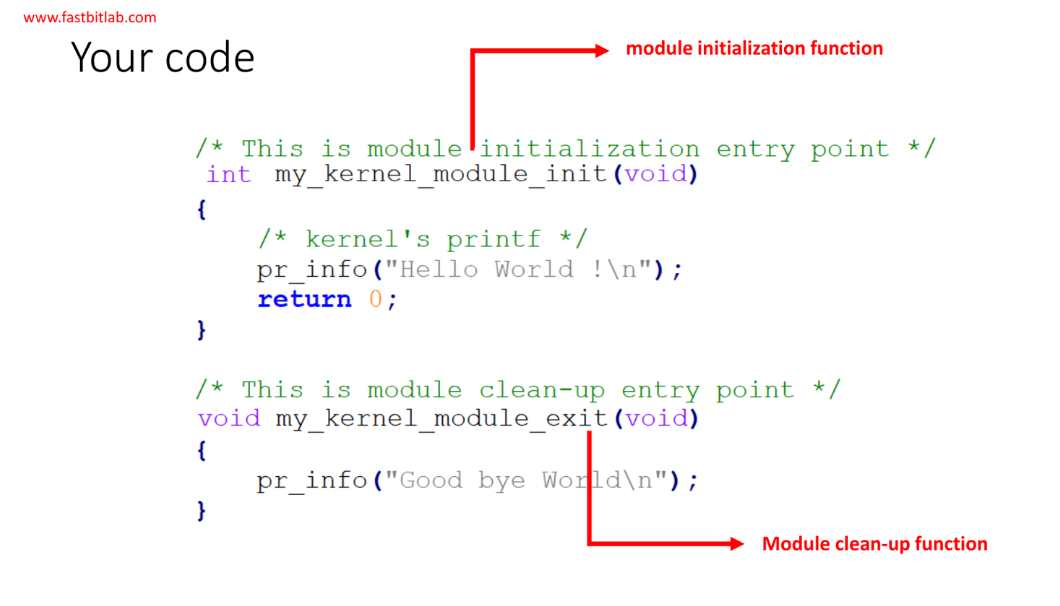 www.fastbitlab.com
Your code
module initialization function
/* This is module initialization entry point */
int my_kernel_module_init(void)
{
/* kernel's printf */
pr_info("Hello World !\n");
return 0;
}
/* This is module clean-up entry point */
void my_kernel_module_exit(void)
{
pr_info("Good bye World\n");
}
Module clean-up function